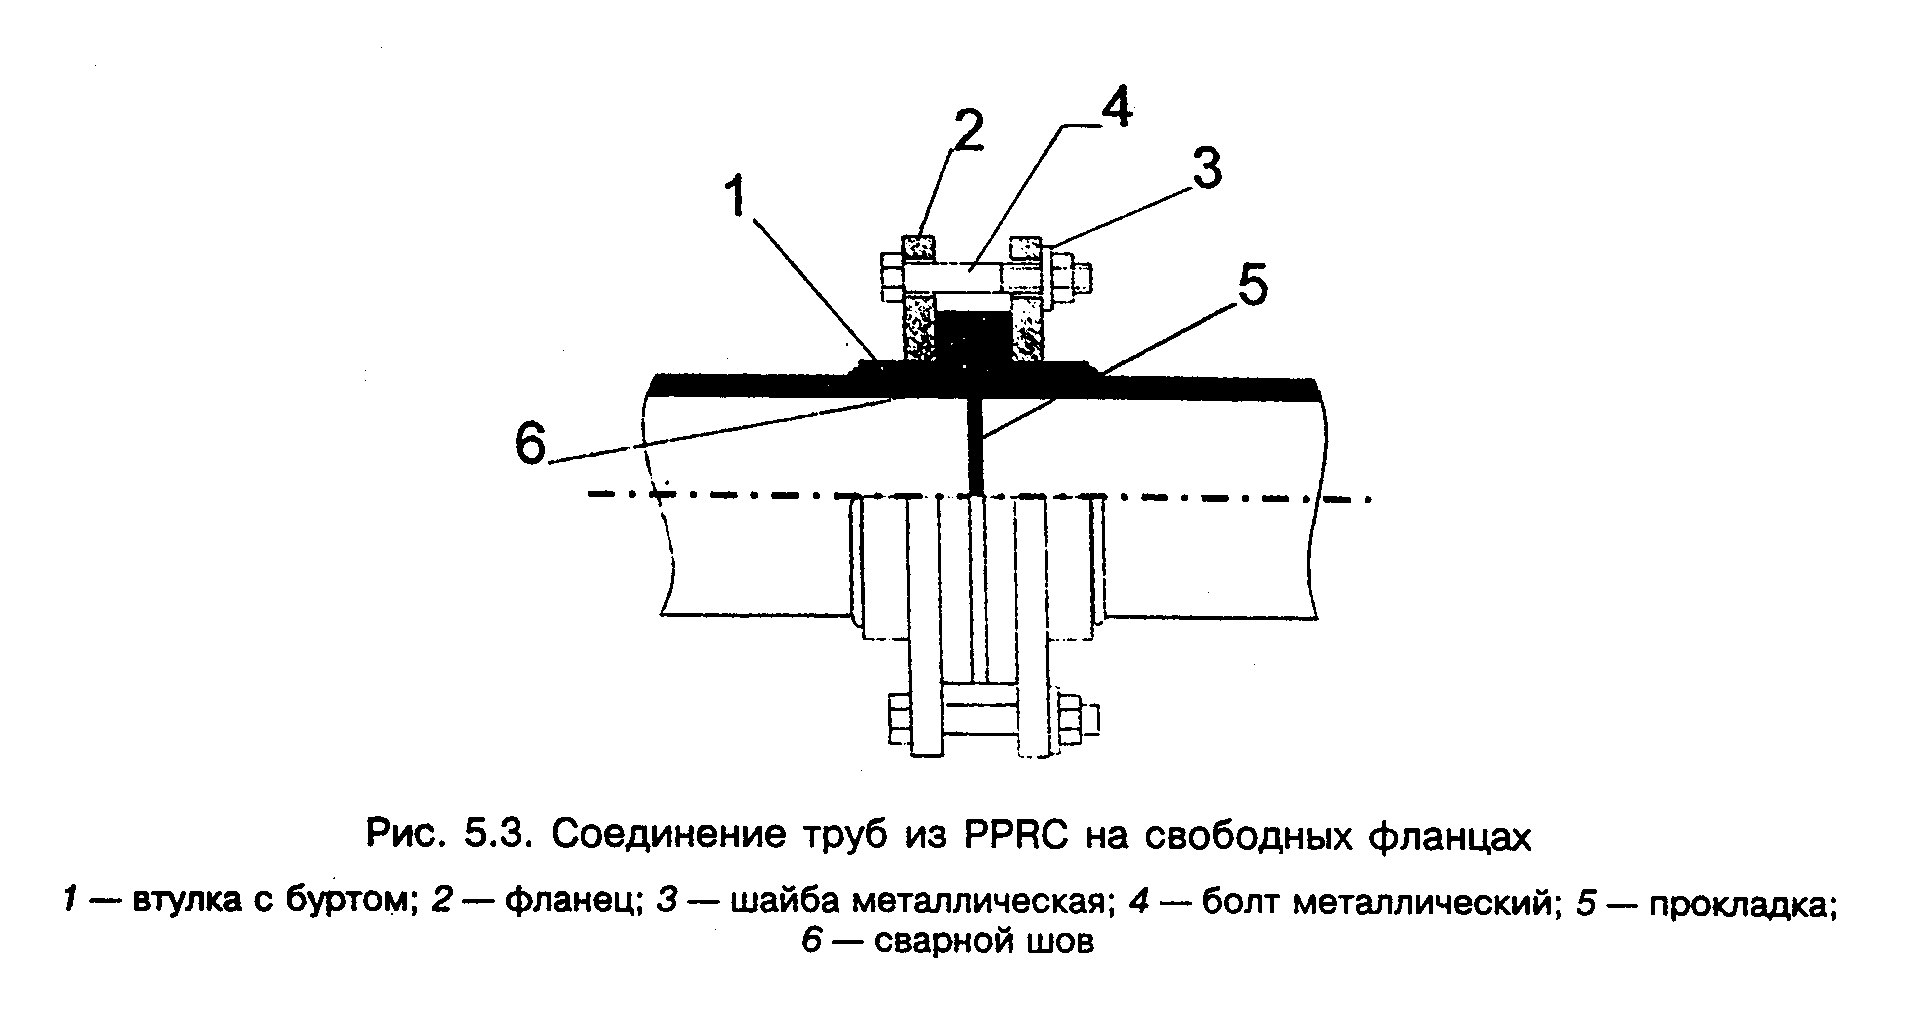 4
2
3
1
5
6
Рис. 5.3. Соединение труб из PPRC на свободных фланцах
1 — втулка с буртом; 2 — фланец; 3 — шайба металлическая; 4 — болт металлический; 5 — прокладка;
6 — сварной шов